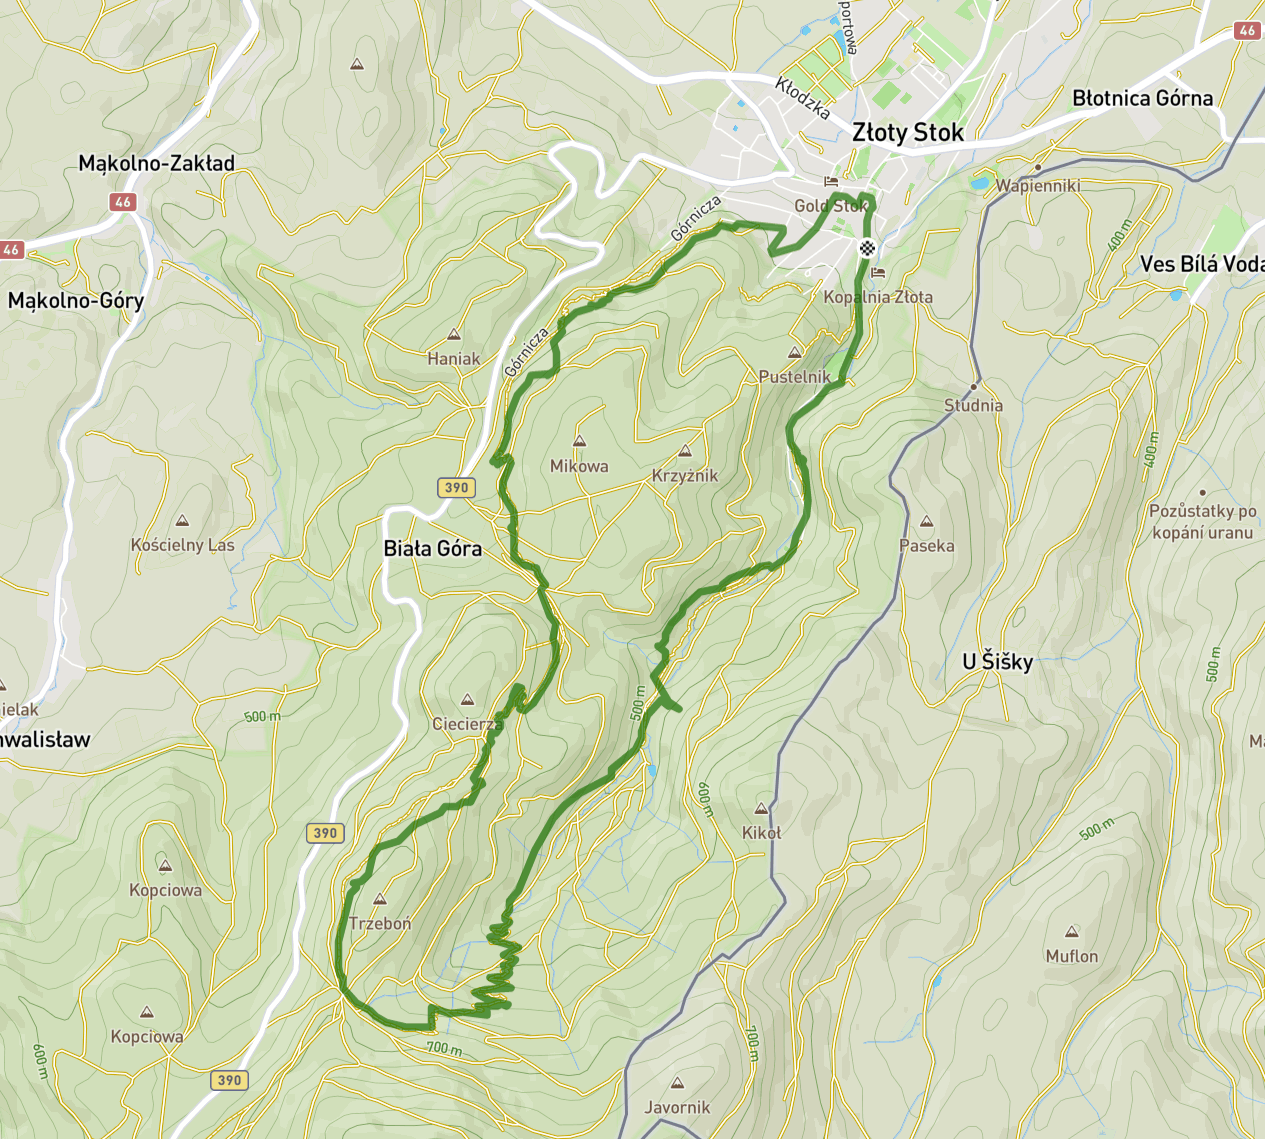 portowa
46
Kłodzka
Błotnica Górna
Złoty Stok
Mąkolno-Zakład
46
Wapienniki
Gold Stok
Górnicza
400 m
46
Ves Bílá Voda
Mąkolno-Góry
Kopalnia Złota
Górnicza
Haniak
Pustelnik
Studnia
400 m
Mikowa
Krzyżnik
390
Pozůstatky po
kopání uranu
Kościelny Las
Biała Góra
Paseka
U Šišky
500 m
ielak
500 m
500 m
Ciecierza
walisław
600 m
Kikoł
390
500 m
Kopciowa
Trzeboń
Muflon
Kopciowa
700 m
700 m
600 m
390
Javornik